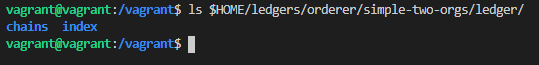 vagrant@vagrant:/vagrant$ ls $HOME/ledgers/orderer/simple-two-orgs/ledger/
chains  index
vagrant@vagrant:/vagrant$